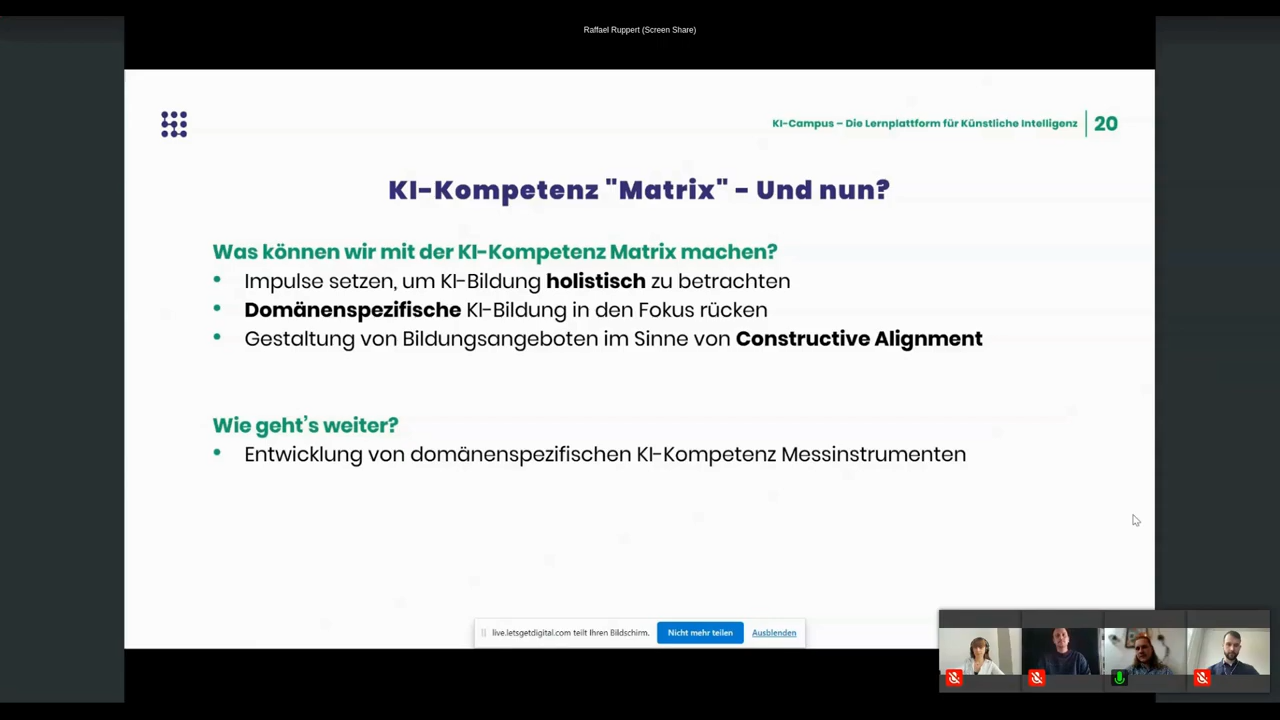 Raffael Ruppert (Screen Share)
KI-Campus – Die Lernplattform für Künstliche Intelligenz
20
KI-Kompetenz "Matrix" - Und nun?
Was können wir mit der KI-Kompetenz Matrix machen?
• Impulse setzen, um KI-Bildung holistisch zu betrachten
• Domänenspezifische KI-Bildung in den Fokus rücken
• Gestaltung von Bildungsangeboten im Sinne von Constructive Alignment
Wie geht's weiter?
• Entwicklung von domänenspezifischen KI-Kompetenz Messinstrumenten
live.letsgetdigital.com teilt Ihren Bildschirm.
Nicht mehr teilen
Ausblenden